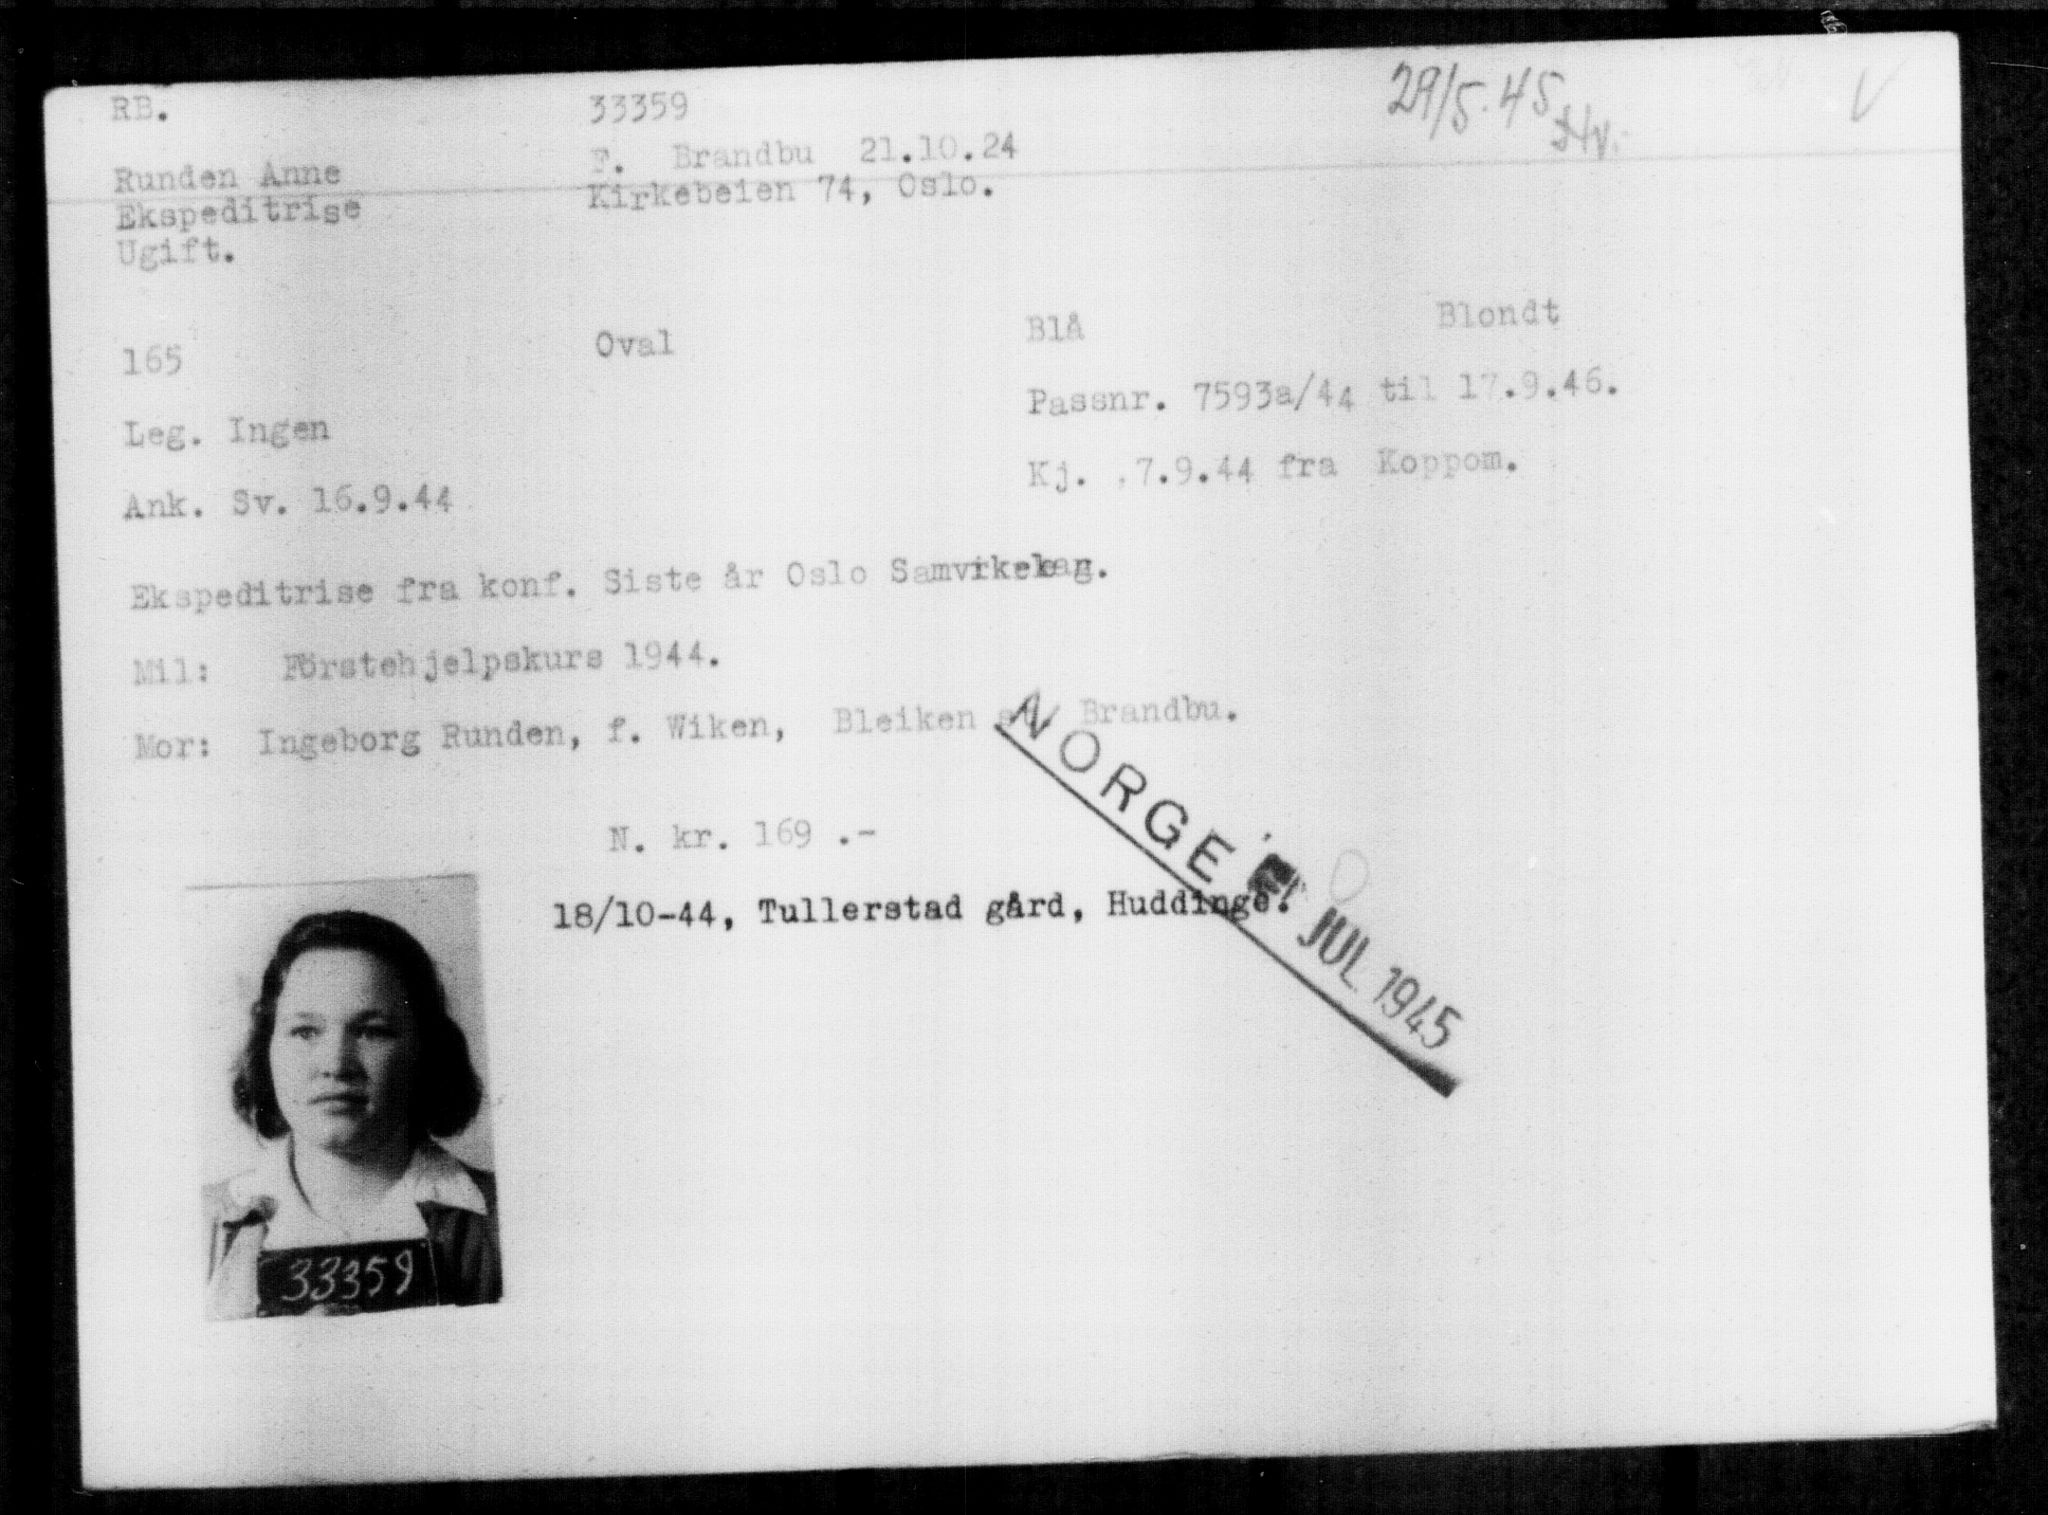 RB. 33359 29/5.45
Runden Anne F. Brandbu 21.10.24
Ekspeditrise Kirkebeien 74, Oslo.
Ugift.
165 Oval Blå Blondt
Leg. Ingen Passnr. 7593a/44 til 17.9.46.
Ank. Sv. 16.9.44 Kj. 7.9.44 fra Koppom.
Ekspeditrise fra konf. Siste år Oslo
Mil: Förstehjelpskurs 1944.
Mor: Ingeborg Runden, f. Wiken, Bleiken st. Brandbu.
N. kr. 169 .-
18/10-44, Tullerstad gård, Huddinge.
NORGE JUL 1945
33359